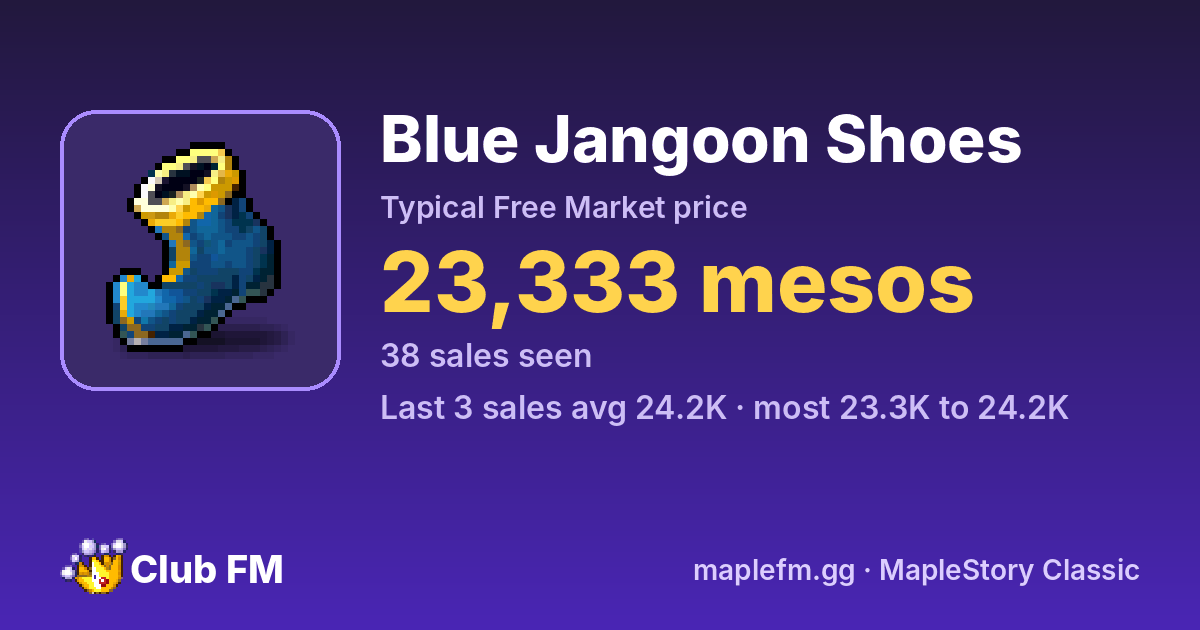 Blue Jangoon Shoes
Typical Free Market price
23,333 mesos
38 sales seen
Last 3 sales avg 24.2K · most 23.3K to 24.2K
Club FM
maplefm.gg · MapleStory Classic